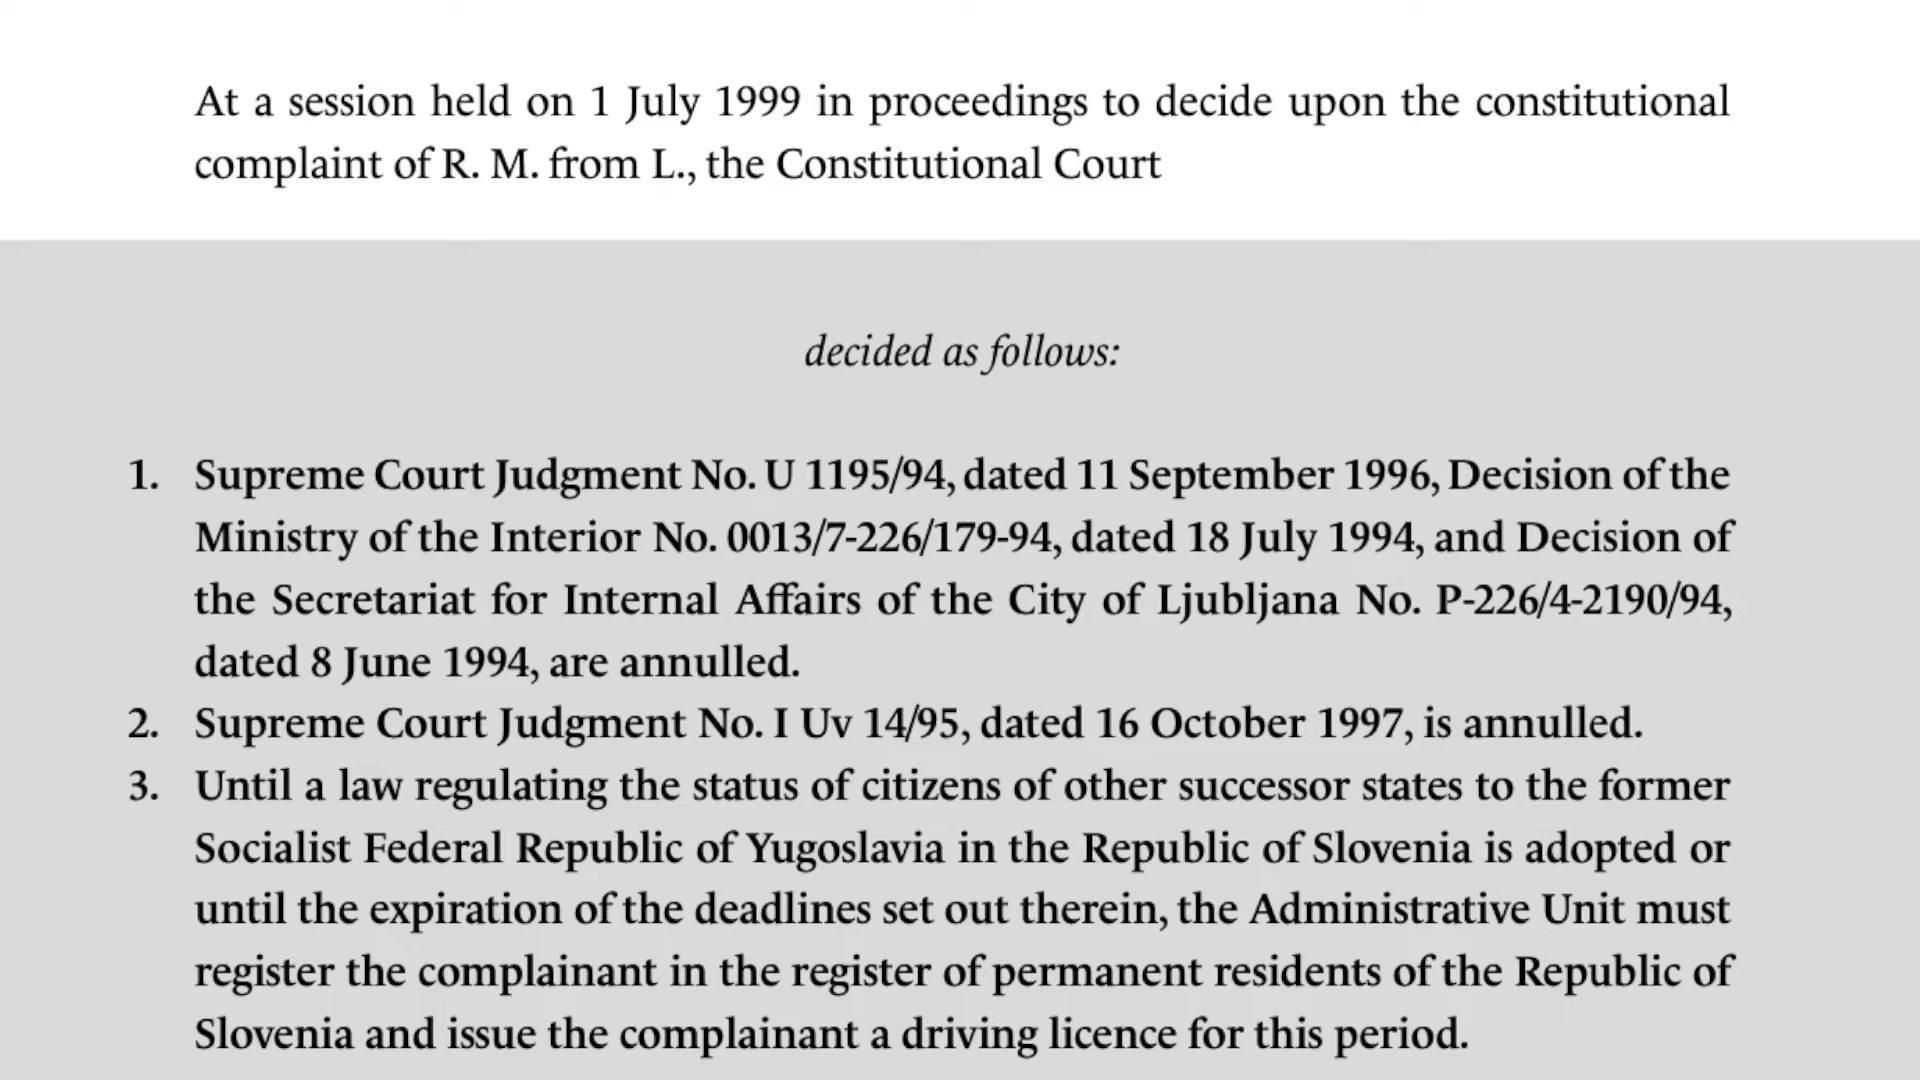 At a session held on 1 July 1999 in proceedings to decide upon the constitutional
complaint of R. M. from L., the Constitutional Court
decided as follows:
1. Supreme Court Judgment No. U 1195/94, dated 11 September 1996, Decision of the
Ministry of the Interior No. 0013/7-226/179-94, dated 18 July 1994, and Decision of
the Secretariat for Internal Affairs of the City of Ljubljana No. P-226/4-2190/94,
dated 8 June 1994, are annulled.
2. Supreme Court Judgment No. I Uv 14/95, dated 16 October 1997, is annulled.
3. Until a law regulating the status of citizens of other successor states to the former
Socialist Federal Republic of Yugoslavia in the Republic of Slovenia is adopted or
until the expiration of the deadlines set out therein, the Administrative Unit must
register the complainant in the register of permanent residents of the Republic of
Slovenia and issue the complainant a driving licence for this period.